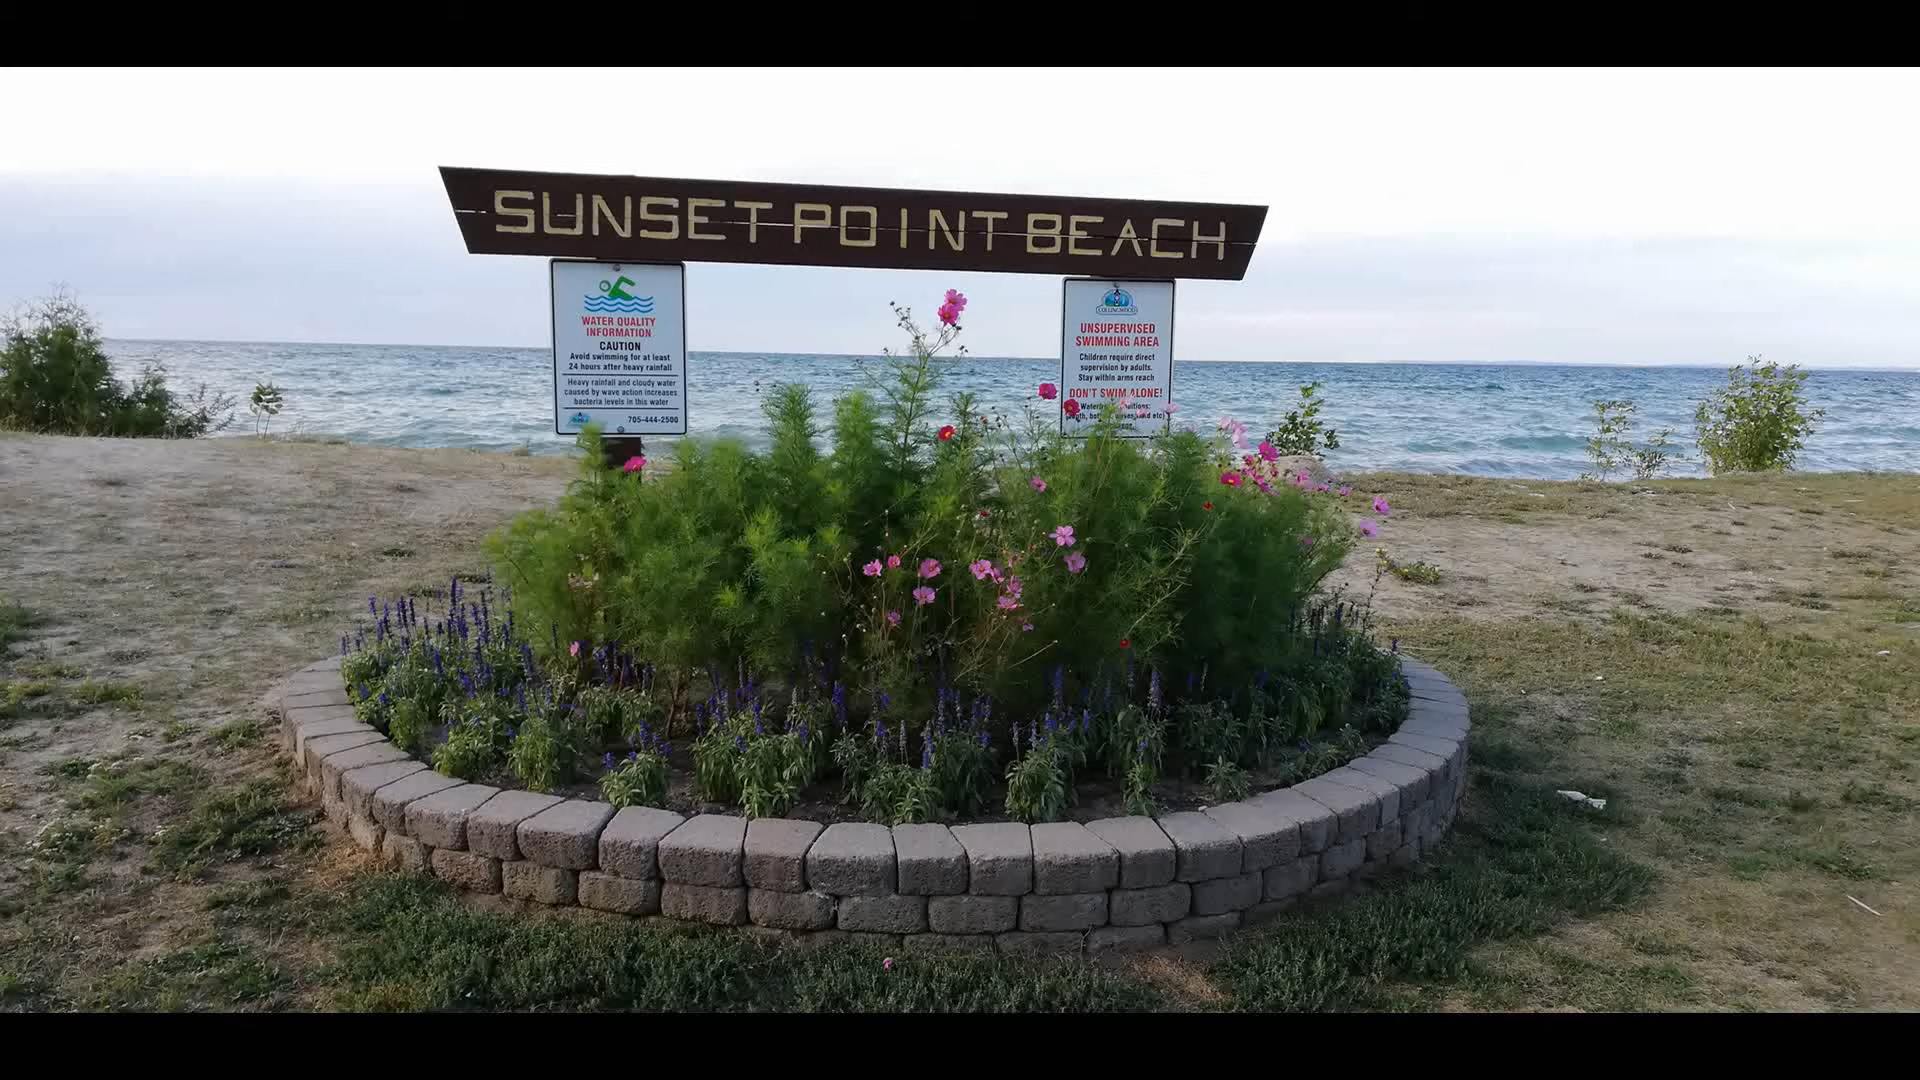 SUNSET POINT BEACH
WATER QUALITY
INFORMATION
CAUTION
Avoid swimming for at least
24 hours after heavy rainfall
Heavy rainfall and cloudy water
caused by wave action increases
bacteria levels in this water
705-444-2500
COLLINGWOOD
UNSUPERVISED
SWIMMING AREA
Children require direct
supervision by adults.
Stay within arms reach
DON'T SWIM ALONE!